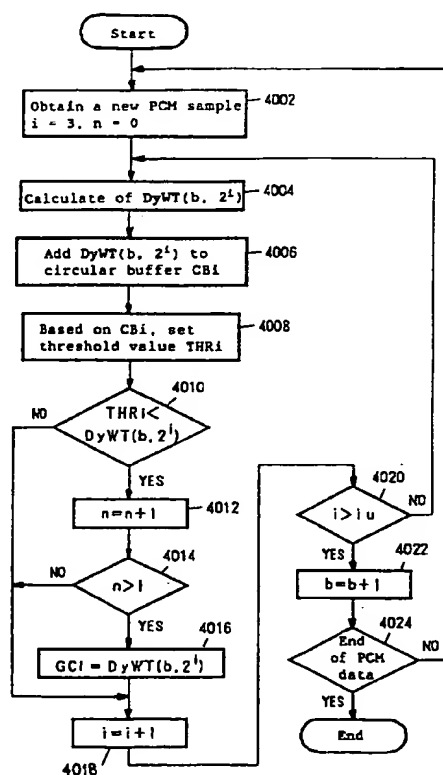 Start
Obtain a new PCM sample
i = 3, n = 0
4002
Calculate of DyWT(b, 2^i)
4004
Add DyWT(b, 2^i) to
circular buffer CBi
4006
Based on CBi, set
threshold value THRi
4008
4010
NO
THRi<
DyWT(b, 2^i)
YES
n=n+1
4012
4014
NO
n>1
YES
4016
GCI = DyWT(b, 2^i)
i=i+1
4018
4020
i>iu
NO
YES
4022
b=b+1
4024
End
of PCM
data
NO
YES
End